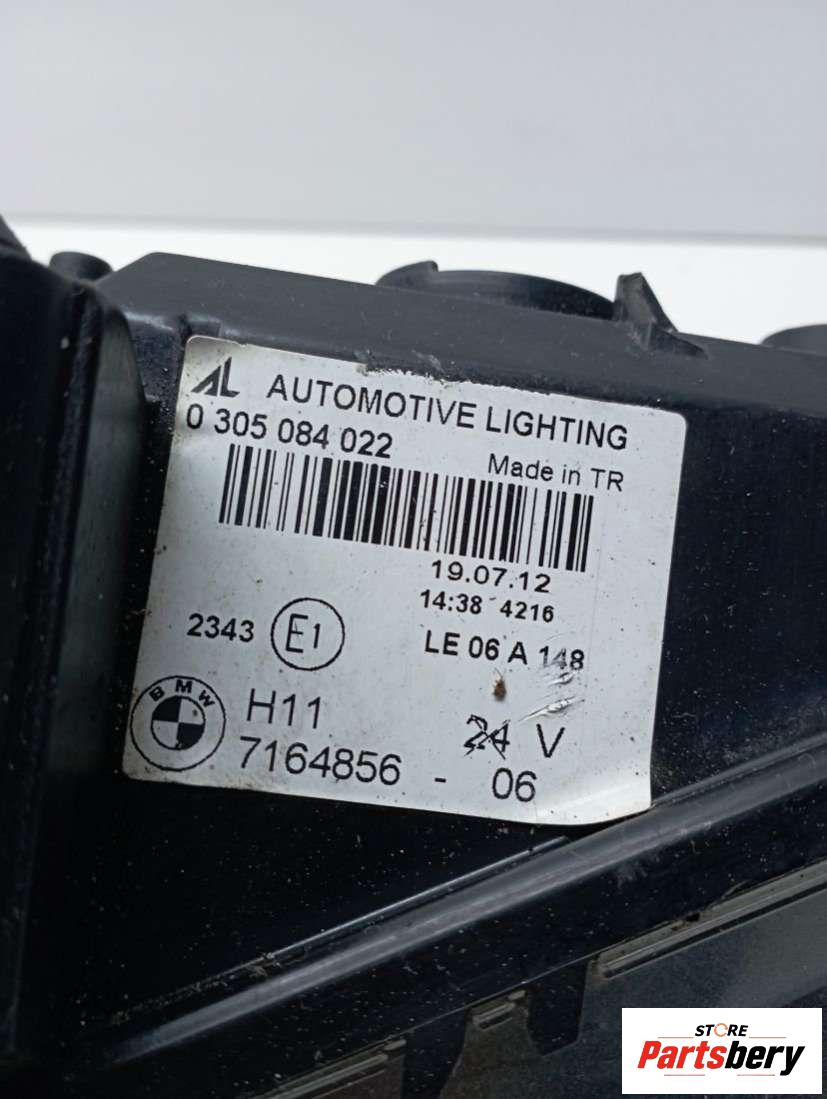 AL AUTOMOTIVE LIGHTING
0 305 084 022
Made in TR
19.07.12
14:38 4216
2343 E1
LE 06 A 148
BMW
H11
24 V
7164856 - 06
STORE
Partsbery